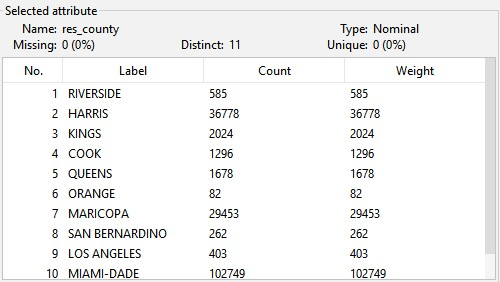 Selected attribute
Name: res_county Type: Nominal
Missing: 0 (0%) Distinct: 11 Unique: 0 (0%)
No. Label Count Weight
1 RIVERSIDE 585 585
2 HARRIS 36778 36778
3 KINGS 2024 2024
4 COOK 1296 1296
5 QUEENS 1678 1678
6 ORANGE 82 82
7 MARICOPA 29453 29453
8 SAN BERNARDINO 262 262
9 LOS ANGELES 403 403
10 MIAMI-DADE 102749 102749